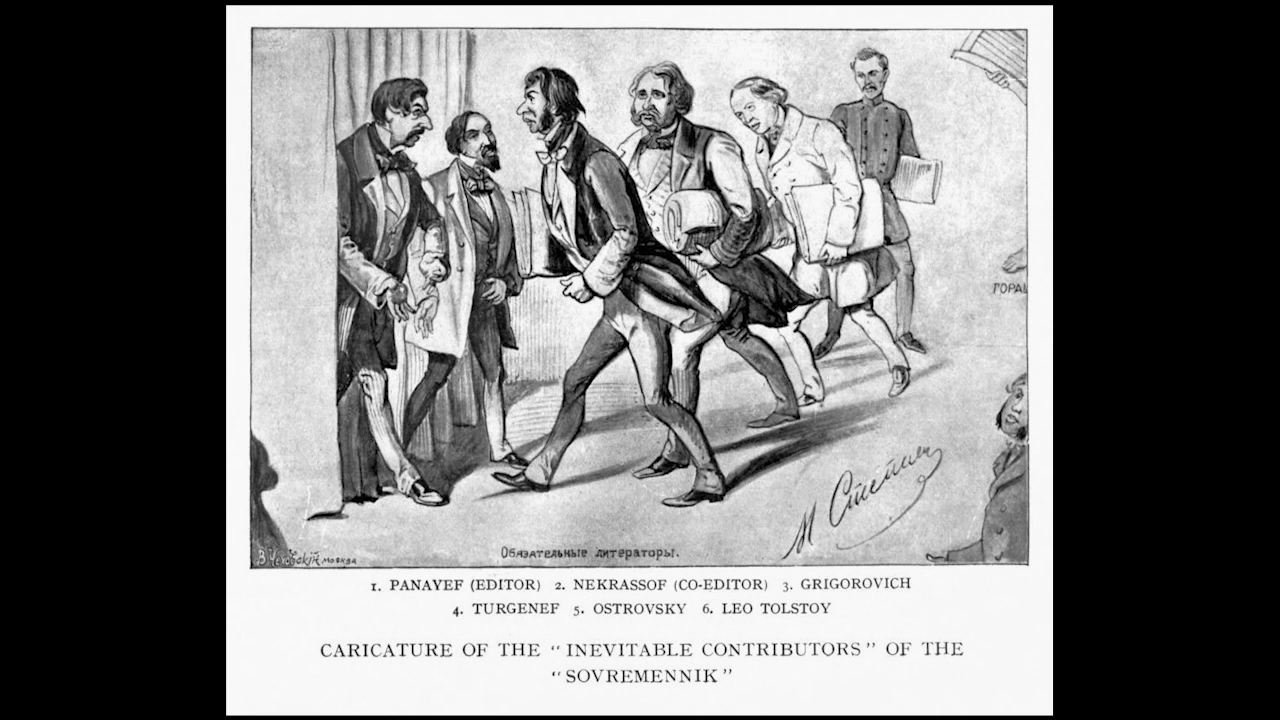 ГОРАЦ
М Степан
Обязательные литераторы.
МОСКВА
1. PANAYEF (EDITOR) 2. NEKRASSOF (CO-EDITOR) 3. GRIGOROVICH
4. TURGENEF 5. OSTROVSKY 6. LEO TOLSTOY
CARICATURE OF THE “INEVITABLE CONTRIBUTORS” OF THE
“SOVREMENNIK”